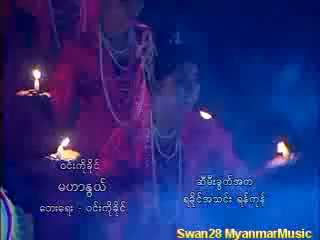 ဝင်းကိုခိုင်
မဟာနွယ်
တေးရေး - ဝင်းကိုခိုင်
ဆီမီးခွက်အက
ရခိုင်အသင်း ရန်ကုန်
Swan28 MyanmarMusic